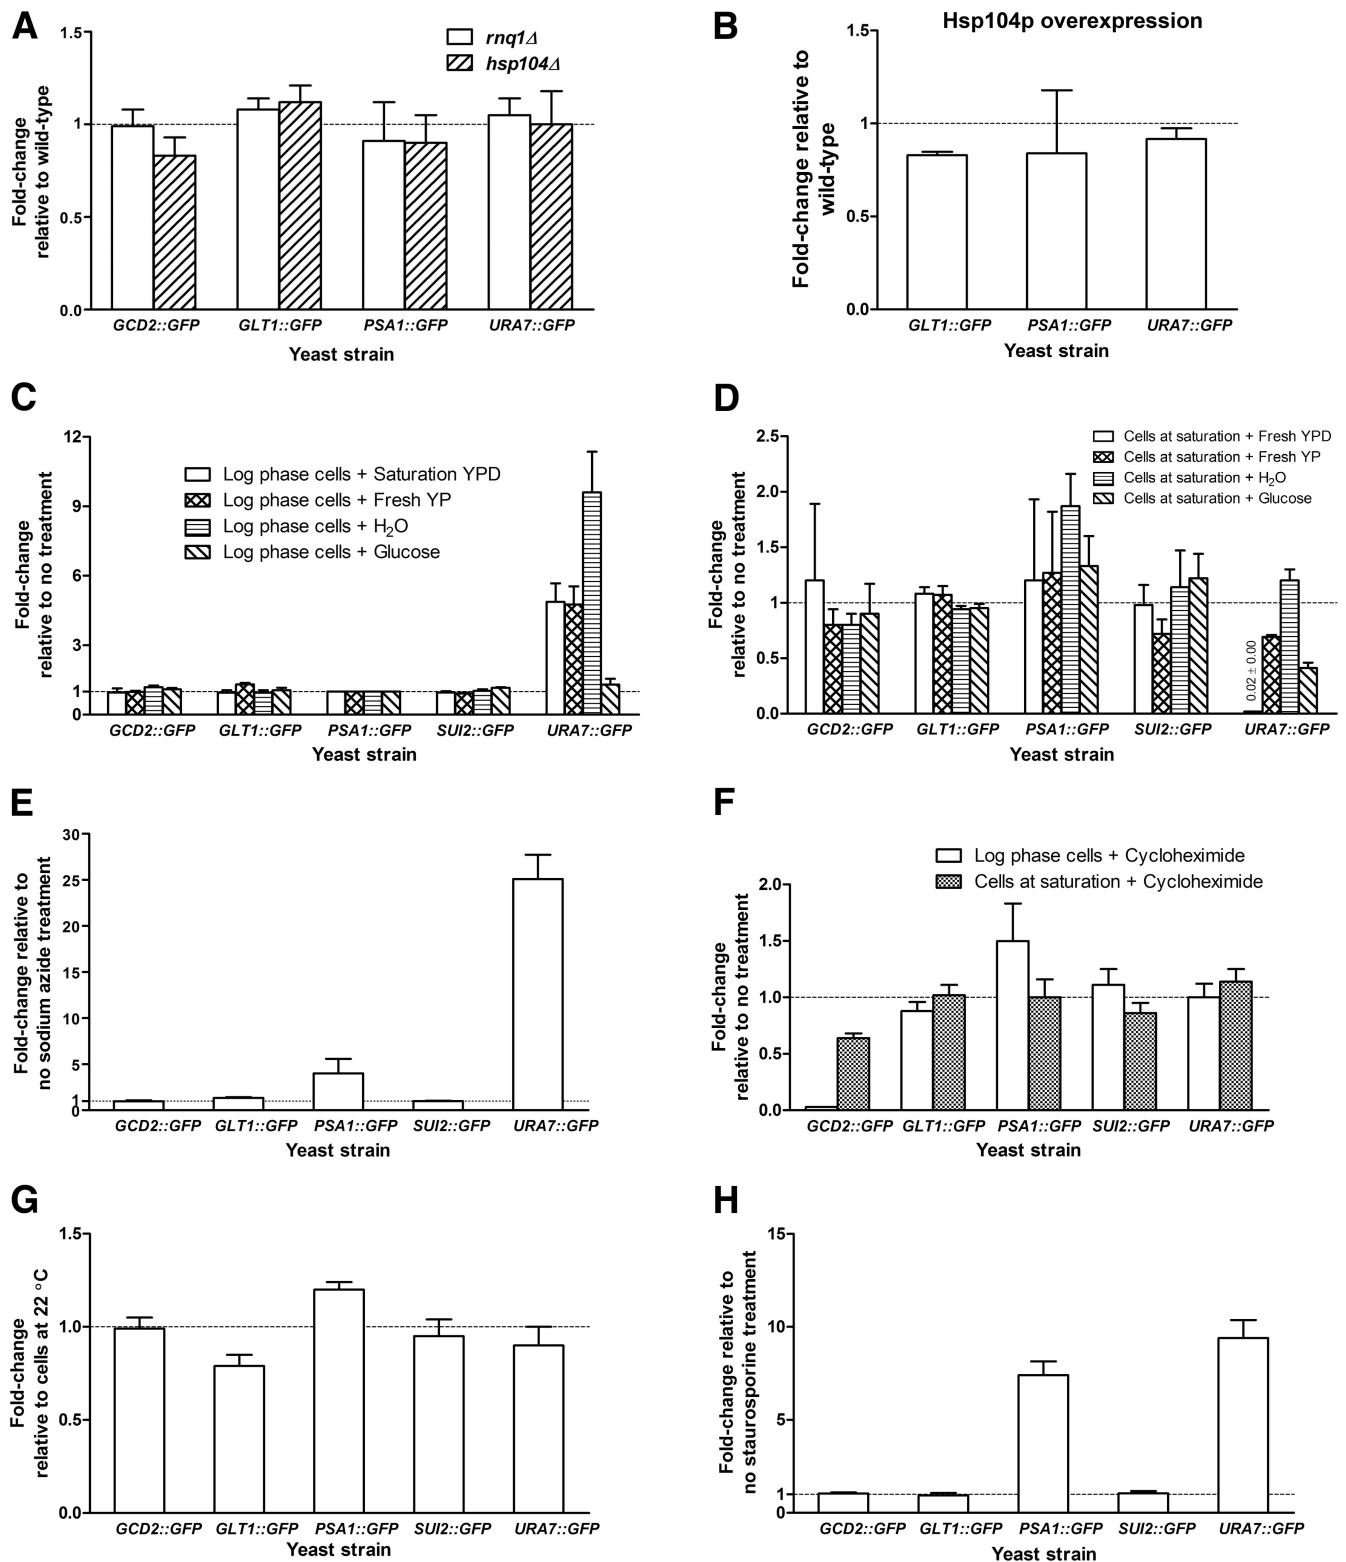 A
Fold-change
relative to wild-type
1.5
1
0.5
0.0
rnq1Δ
hsp104Δ
GCD2::GFP GLT1::GFP PSA1::GFP URA7::GFP
Yeast strain
B
Hsp104p overexpression
Fold-change relative to
wild-type
1.5
1
0.5
0.0
GLT1::GFP PSA1::GFP URA7::GFP
Yeast strain
C
Fold-change
relative to no treatment
12
9
6
3
1
0
Log phase cells + Saturation YPD
Log phase cells + Fresh YP
Log phase cells + H₂O
Log phase cells + Glucose
GCD2::GFP GLT1::GFP PSA1::GFP SUI2::GFP URA7::GFP
Yeast strain
D
Fold-change
relative to no treatment
2.5
2.0
1.5
1
0.5
0.0
Cells at saturation + Fresh YPD
Cells at saturation + Fresh YP
Cells at saturation + H₂O
Cells at saturation + Glucose
0.02 ± 0.00
GCD2::GFP GLT1::GFP PSA1::GFP SUI2::GFP URA7::GFP
Yeast strain
E
Fold-change relative to
no sodium azide treatment
30
25
20
15
10
5
1
0
GCD2::GFP GLT1::GFP PSA1::GFP SUI2::GFP URA7::GFP
Yeast strain
F
Fold-change
relative to no treatment
2.0
1.5
1.0
0.5
0.0
Log phase cells + Cycloheximide
Cells at saturation + Cycloheximide
GCD2::GFP GLT1::GFP PSA1::GFP SUI2::GFP URA7::GFP
Yeast strain
G
Fold-change
relative to cells at 22 °C
1.5
1.0
0.5
0.0
GCD2::GFP GLT1::GFP PSA1::GFP SUI2::GFP URA7::GFP
Yeast strain
H
Fold-change relative to
no staurosporine treatment
15
10
5
1
0
GCD2::GFP GLT1::GFP PSA1::GFP SUI2::GFP URA7::GFP
Yeast strain